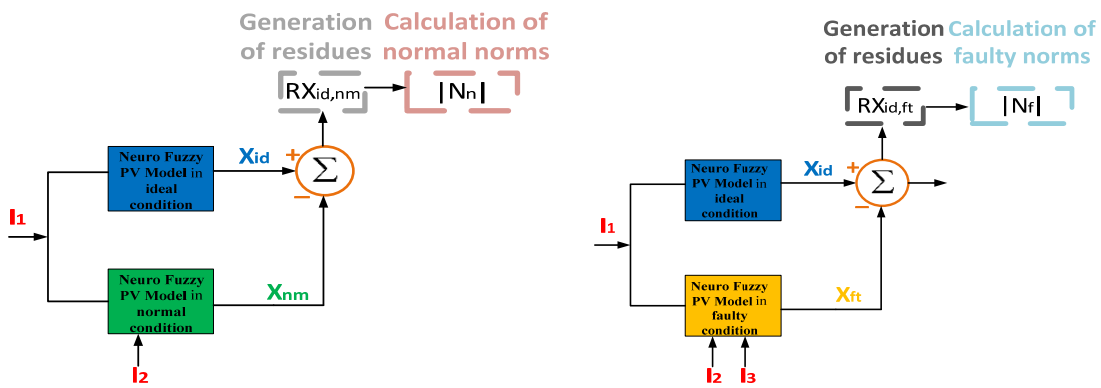 Generation
of residues
Calculation of
normal norms
RXid,nm
|Nn|
Neuro Fuzzy
PV Model in
ideal
condition
Xid
+
Σ
−
I1
Neuro Fuzzy
PV Model in
normal
condition
Xnm
I2
Generation
of residues
Calculation of
faulty norms
RXid,ft
|Nf|
Neuro Fuzzy
PV Model in
ideal
condition
Xid
+
Σ
−
I1
Neuro Fuzzy
PV Model in
faulty
condition
Xft
I2
I3